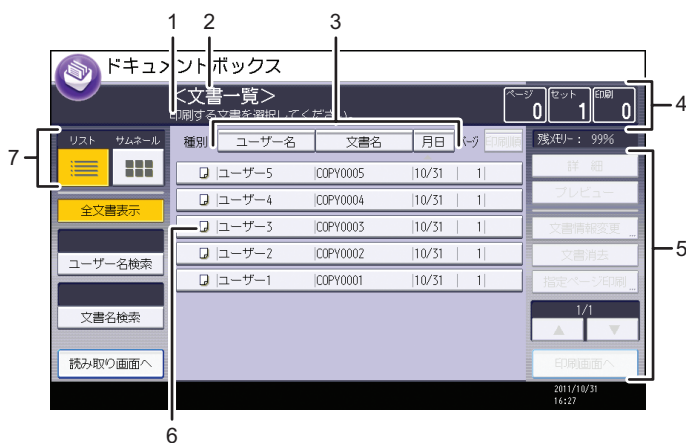 1 2 3
ドキュメントボックス
<文書一覧>
印刷する文書を選択してください。
ページ セット 印刷
0 1 0
4
7
リスト サムネール
種別 ユーザー名 文書名 月日 ページ 印刷順
残メモリー: 99%
ユーザー5 COPY0005 10/31 1
詳細
ユーザー4 COPY0004 10/31 1
プレビュー
全文書表示
6
ユーザー3 COPY0003 10/31 1
文書情報変更
5
ユーザー名検索
ユーザー2 COPY0002 10/31 1
文書消去
ユーザー1 COPY0001 10/31 1
指定ページ印刷
文書名検索
1/1
▲ ▼
読み取り画面へ
印刷画面へ
2011/10/31
16:27